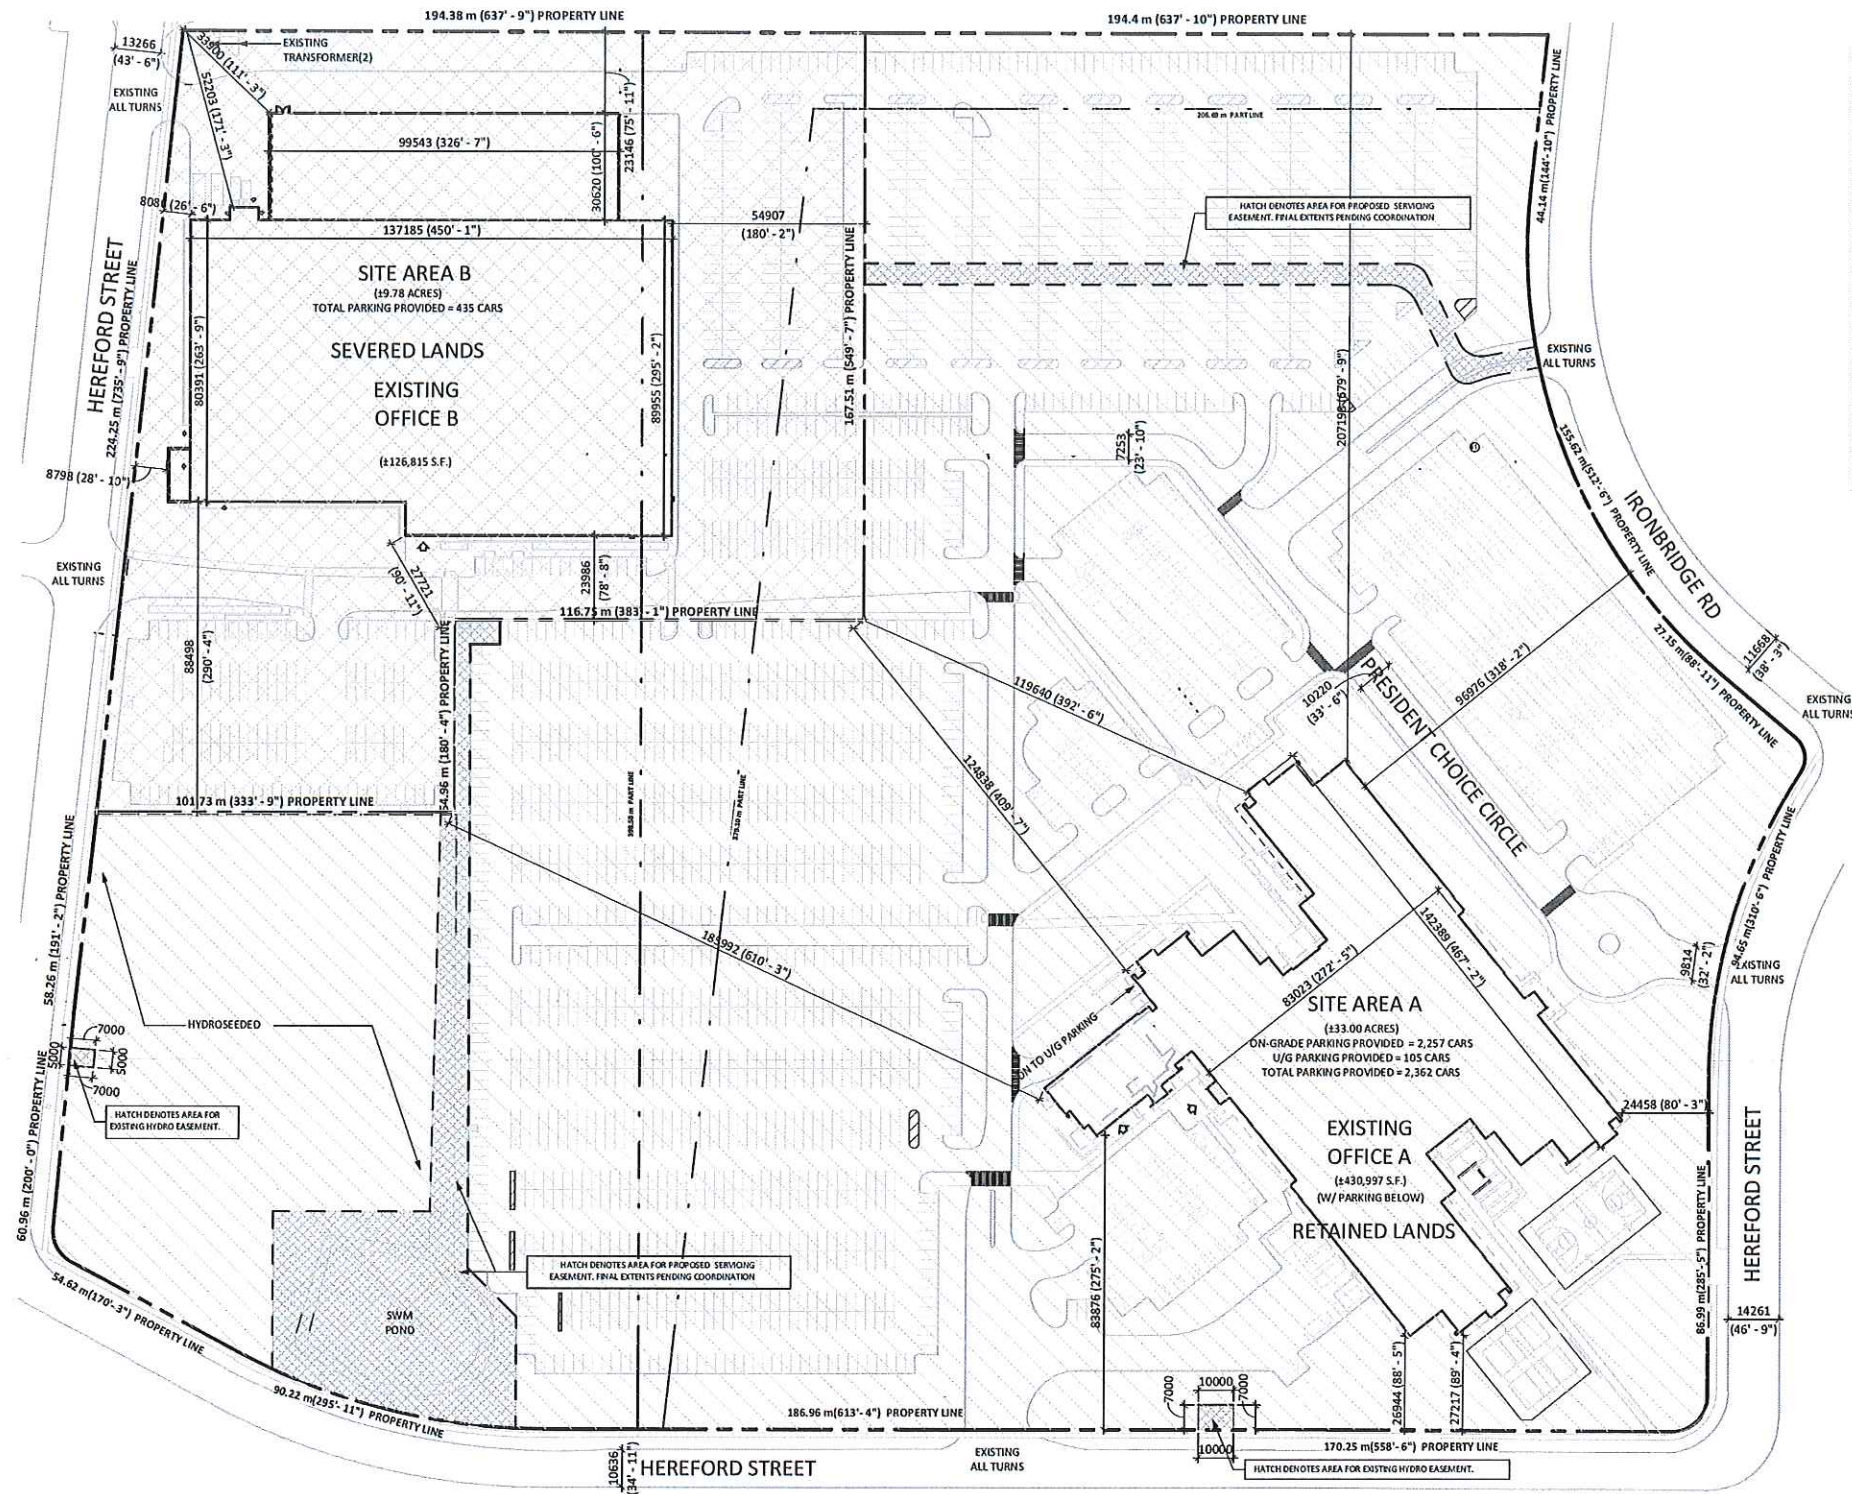 194.38 m (637' - 9") PROPERTY LINE
194.4 m (637' - 10") PROPERTY LINE
13266
(43' - 6")
EXISTING
TRANSFORMER(2)
33900 (111' - 3")
52203 (171' - 3")
EXISTING
ALL TURNS
99543 (326' - 7")
30620 (100' - 6")
23146 (75' - 11")
206.60 m PART LINE
44.14 m(144'- 10") PROPERTY LINE
(26' - 6")
137185 (450' - 1")
54907
(180' - 2")
HATCH DENOTES AREA FOR PROPOSED SERVICING
EASEMENT. FINAL EXTENTS PENDING COORDINATION
HEREFORD STREET
224.25 m (735' - 9") PROPERTY LINE
SITE AREA B
(±9.78 ACRES)
TOTAL PARKING PROVIDED = 435 CARS
SEVERED LANDS
EXISTING
OFFICE B
(±126,815 S.F.)
80391 (263' - 9")
89955 (295' - 2")
167.51 m (549' - 7") PROPERTY LINE
207198 (679' - 9")
EXISTING
ALL TURNS
7253
(23' - 10")
155.62 m(512'- 6") PROPERTY LINE
IRONBRIDGE RD
8798 (28' - 10")
EXISTING
ALL TURNS
27721
(90' - 11")
23986
(78' - 8")
116.75 m (383' - 1") PROPERTY LINE
88498
(290' - 4")
54.96 m (180' - 4") PROPERTY LINE
119640 (392' - 6")
124838 (409' - 7")
10220
(33' - 6")
PRESIDENT CHOICE CIRCLE
96976 (318' - 2")
27.15 m(88'- 11") PROPERTY LINE
11668
(38' - 3")
EXISTING
ALL TURNS
101.73 m (333' - 9") PROPERTY LINE
PART LINE
PART LINE
58.26 m (191' - 2") PROPERTY LINE
94.65 m(310'- 6") PROPERTY LINE
(610' - 3")
142389 (467' - 2")
83023 (272' - 5")
9814
(32' - 2")
EXISTING
ALL TURNS
HYDROSEEDED
7000
5000
5000
7000
HATCH DENOTES AREA FOR
EXISTING HYDRO EASEMENT.
60.96 m (200' - 0") PROPERTY LINE
TO U/G PARKING
SITE AREA A
(±33.00 ACRES)
ON-GRADE PARKING PROVIDED = 2,257 CARS
U/G PARKING PROVIDED = 105 CARS
TOTAL PARKING PROVIDED = 2,362 CARS
24458 (80' - 3")
EXISTING
OFFICE A
(±430,997 S.F.)
(W/ PARKING BELOW)
RETAINED LANDS
HEREFORD STREET
86.99 m(285'- 5") PROPERTY LINE
14261
(46' - 9")
83876 (275' - 2")
54.62 m(170'- 3") PROPERTY LINE
HATCH DENOTES AREA FOR PROPOSED SERVICING
EASEMENT. FINAL EXTENTS PENDING COORDINATION
SWM
POND
26944 (88' - 5")
27217 (89' - 4")
90.22 m(295'- 11") PROPERTY LINE
186.96 m(613'- 4") PROPERTY LINE
7000
10000
7000
10000
170.25 m(558'- 6") PROPERTY LINE
HATCH DENOTES AREA FOR EXISTING HYDRO EASEMENT.
10636
(34' - 11")
HEREFORD STREET
EXISTING
ALL TURNS